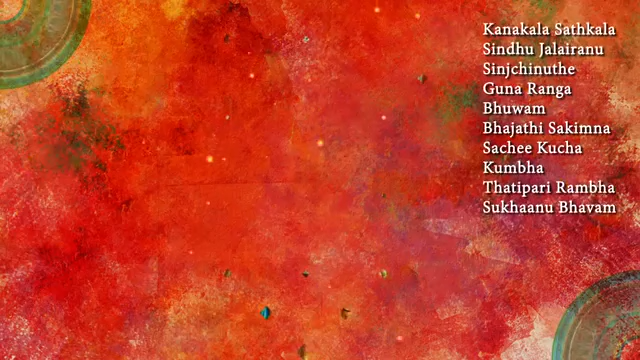 Kanakala Sathkala
Sindhu Jalairanu
Sinjchinuthe
Guna Ranga
Bhuwam
Bhajathi Sakimna
Sachee Kucha
Kumbha
Thatipari Rambha
Sukhaanu Bhavam